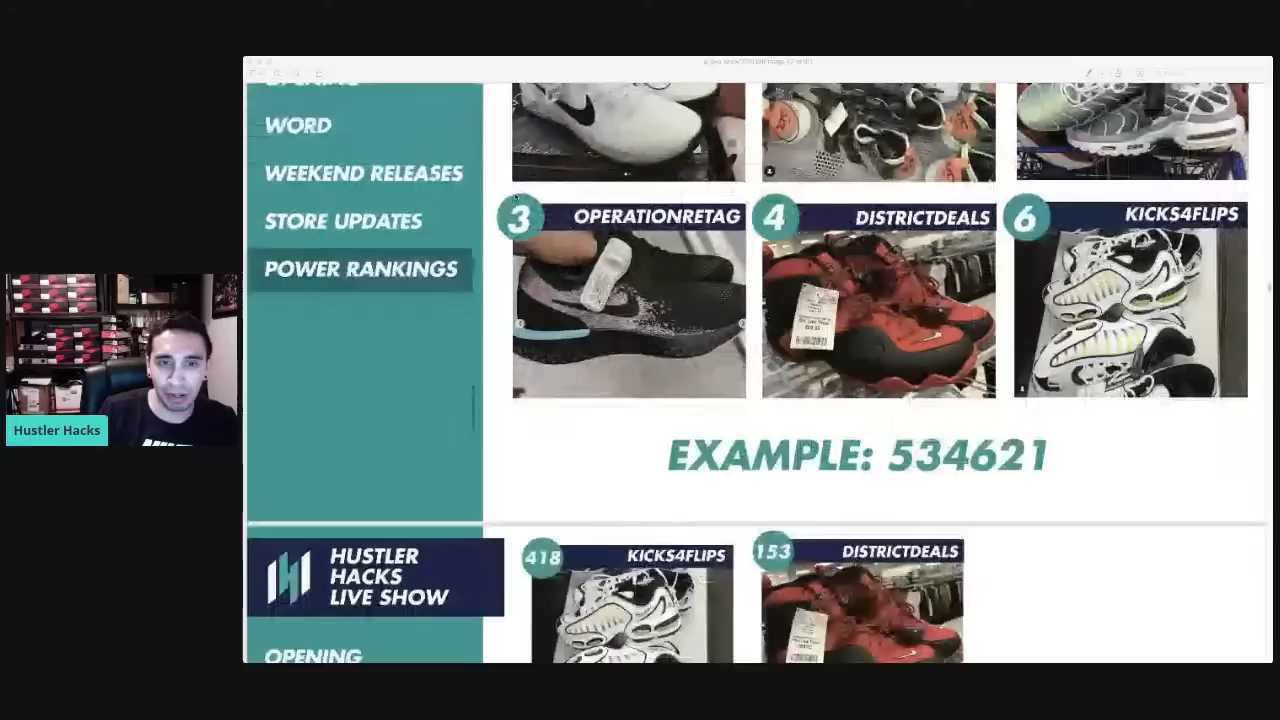 WORD
WEEKEND RELEASES
STORE UPDATES
POWER RANKINGS
3 OPERATIONRETAG
4 DISTRICTDEALS
6 KICKS4FLIPS
EXAMPLE: 534621
Hustler Hacks
HUSTLER
HACKS
LIVE SHOW
418 KICKS4FLIPS
153 DISTRICTDEALS
OPENING